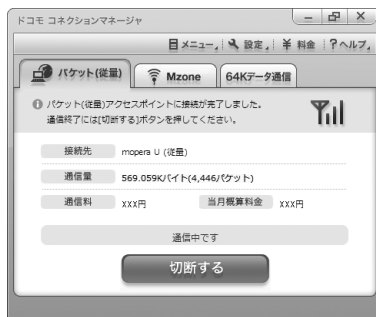 ドコモ コネクションマネージャ
メニュー 設定 ¥ 料金 ?ヘルプ
パケット(従量) Mzone 64Kデータ通信
パケット(従量)アクセスポイントに接続が完了しました。
通信終了には[切断する]ボタンを押してください。
接続先 mopera U (従量)
通信量 569.059Kバイト(4,446パケット)
通信料 xxx円 当月概算料金 xxx円
通信中です
切断する